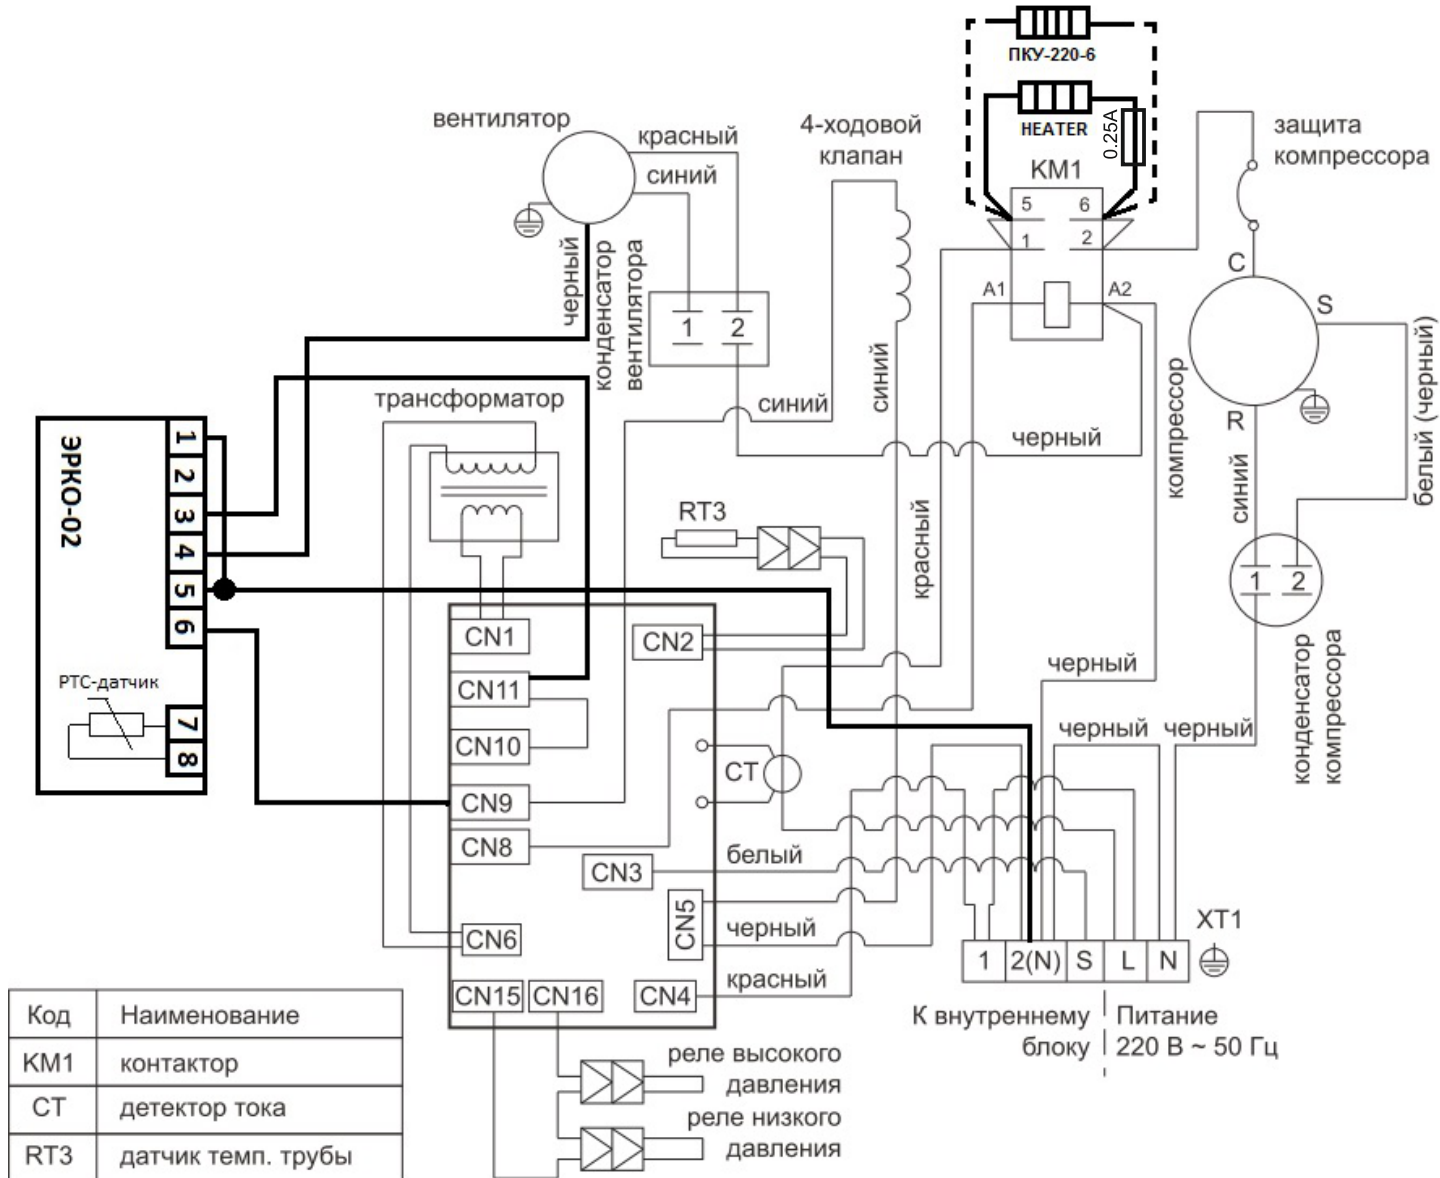 ПКУ-220-6
HEATER
0.25A
KM1
5
6
1
2
A1
A2
вентилятор
красный
синий
черный
конденсатор
вентилятора
1
2
4-ходовой
клапан
защита
компрессора
C
S
R
компрессор
белый (черный)
синий
1
2
конденсатор
компрессора
трансформатор
синий
синий
черный
красный
ЭРКО-02
1
2
3
4
5
6
РТС-датчик
7
8
RT3
CN1
CN2
CN11
CN10
CN9
CN8
CN3
CN5
CN6
CN15
CN16
CN4
CT
белый
черный
красный
черный
черный
черный
XT1
1
2(N)
S
L
N
К внутреннему
блоку
Питание
220 В ~ 50 Гц
реле высокого
давления
реле низкого
давления
Код Наименование
KM1 контактор
CT детектор тока
RT3 датчик темп. трубы